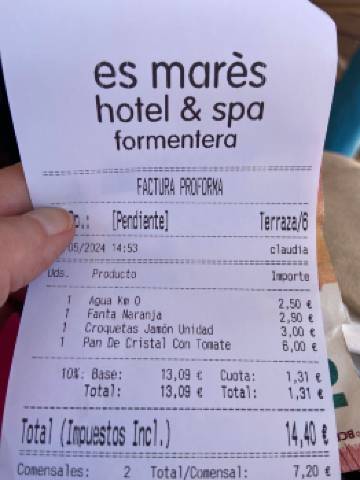 es marès
hotel & spa
formentera
FACTURA PROFORMA
Op.: [Pendiente] Terraza/6
05/2024 14:53 claudia
Uds. Producto Importe
1 Agua Km 0 2,50 €
1 Fanta Naranja 2,90 €
1 Croquetas Jamón Unidad 3,00 €
1 Pan De Cristal Con Tomate 6,00 €
10%: Base: 13,09 € Cuota: 1,31 €
Total: 13,09 € Total: 1,31 €
Total (Impuestos Incl.) 14,40 €
Comensales: 2 Total/Comensal: 7,20 €